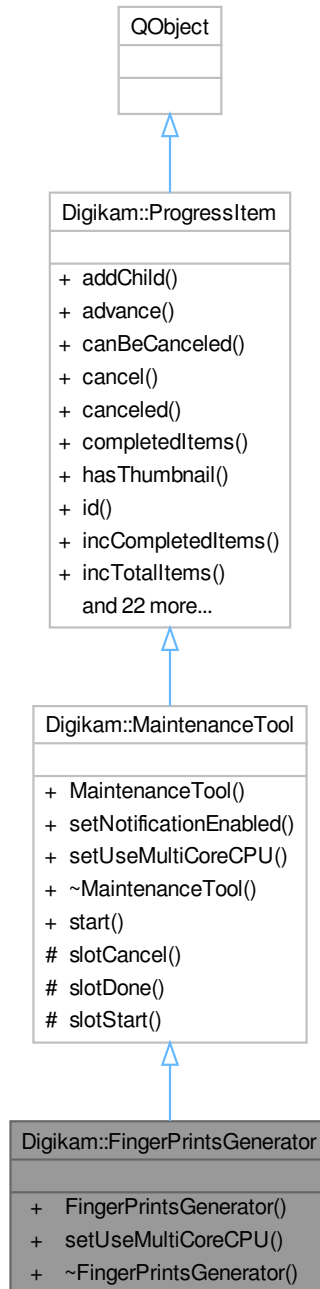 QObject
Digikam::ProgressItem
+ addChild()
+ advance()
+ canBeCanceled()
+ cancel()
+ canceled()
+ completedItems()
+ hasThumbnail()
+ id()
+ incCompletedItems()
+ incTotalItems()
and 22 more...
Digikam::MaintenanceTool
+ MaintenanceTool()
+ setNotificationEnabled()
+ setUseMultiCoreCPU()
+ ~MaintenanceTool()
+ start()
# slotCancel()
# slotDone()
# slotStart()
Digikam::FingerPrintsGenerator
+ FingerPrintsGenerator()
+ setUseMultiCoreCPU()
+ ~FingerPrintsGenerator()